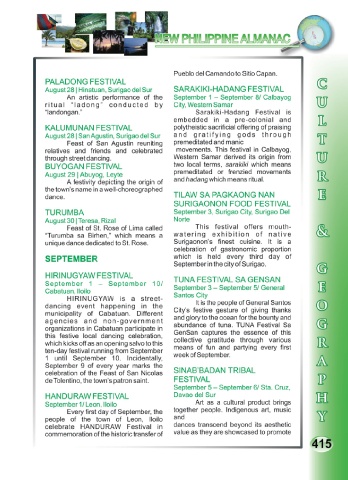 NEW PHILIPPINE ALMANAC
PALADONG FESTIVAL
August 28 | Hinatuan, Surigao del Sur
An artistic performance of the
ritual "ladong" conducted by
"landongan."
KALUMUNAN FESTIVAL
August 28 | San Agustin, Surigao del Sur
Feast of San Agustin reuniting
relatives and friends and celebrated
through street dancing.
BUYOGAN FESTIVAL
August 29 | Abuyog, Leyte
A festivity depicting the origin of
the town's name in a well-choreographed
dance.
TURUMBA
August 30 | Teresa, Rizal
Feast of St. Rose of Lima called
"Turumba sa Birhen," which means a
unique dance dedicated to St. Rose.
SEPTEMBER
HIRINUGYAW FESTIVAL
September 1 – September 10/
Cabatuan, Iloilo
HIRINUGYAW is a street-
dancing event happening in the
municipality of Cabatuan. Different
agencies and non-government
organizations in Cabatuan participate in
this festive local dancing celebration,
which kicks off as an opening salvo to this
ten-day festival running from September
1 until September 10. Incidentally,
September 9 of every year marks the
celebration of the Feast of San Nicolas
de Tolentino, the town's patron saint.
HANDURAW FESTIVAL
September 1/ Leon, Iloilo
Every first day of September, the
people of the town of Leon, Iloilo
celebrate HANDURAW Festival in
commemoration of the historic transfer of
Pueblo del Camando to Sitio Capan.
SARAKIKI-HADANG FESTIVAL
September 1 – September 8/ Calbayog
City, Western Samar
Sarakiki-Hadang Festival is
embedded in a pre-colonial and
polytheistic sacrificial offering of praising
and gratifying gods through
premeditated and manic
movements. This festival in Calbayog,
Western Samar derived its origin from
two local terms, sarakiki which means
premeditated or frenzied movements
and hadang which means ritual.
TILAW SA PAGKAONG NAN
SURIGAONON FOOD FESTIVAL
September 3, Surigao City, Surigao Del
Norte
This festival offers mouth-
watering exhibition of native
Surigaonon's finest cuisine. It is a
celebration of gastronomic proportion
which is held every third day of
September in the city of Surigao.
TUNA FESTIVAL SA GENSAN
September 3 – September 5/ General
Santos City
It is the people of General Santos
City's festive gesture of giving thanks
and glory to the ocean for the bounty and
abundance of tuna. TUNA Festival Sa
GenSan captures the essence of this
collective gratitude through various
means of fun and partying every first
week of September.
SINAB'BADAN TRIBAL
FESTIVAL
September 5 – September 6/ Sta. Cruz,
Davao del Sur
Art as a cultural product brings
together people. Indigenous art, music
and
dances transcend beyond its aesthetic
value as they are showcased to promote
C
U
L
T
U
R
E
&
G
E
O
G
R
A
P
H
Y
415